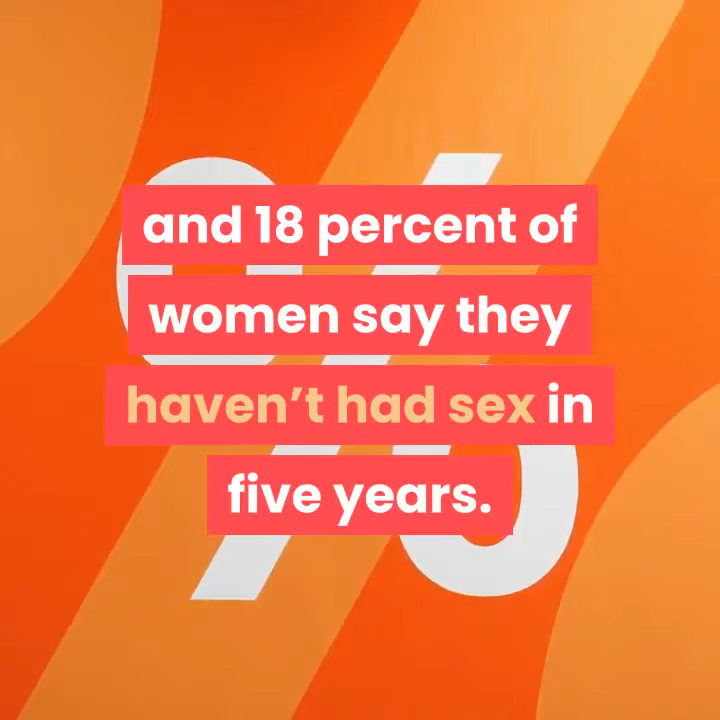 and 18 percent of
women say they
haven’t had sex in
five years.
%